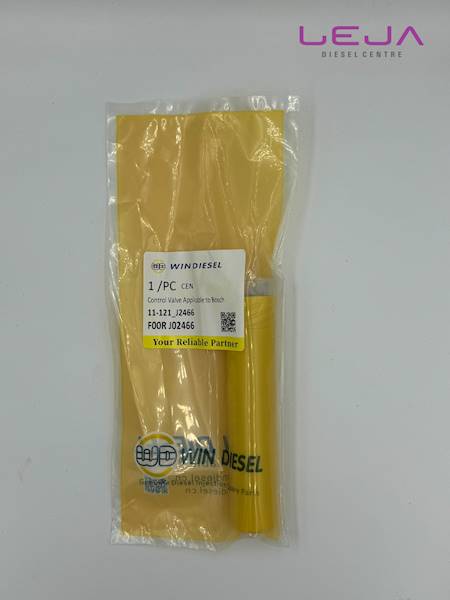 LEJA
DIESEL CENTRE
WINDIESEL
1 /PC CEN
Control Valve Applicable to Bosch
11-121_J2466
F00R J02466
Your Reliable Partner
WIN DIESEL